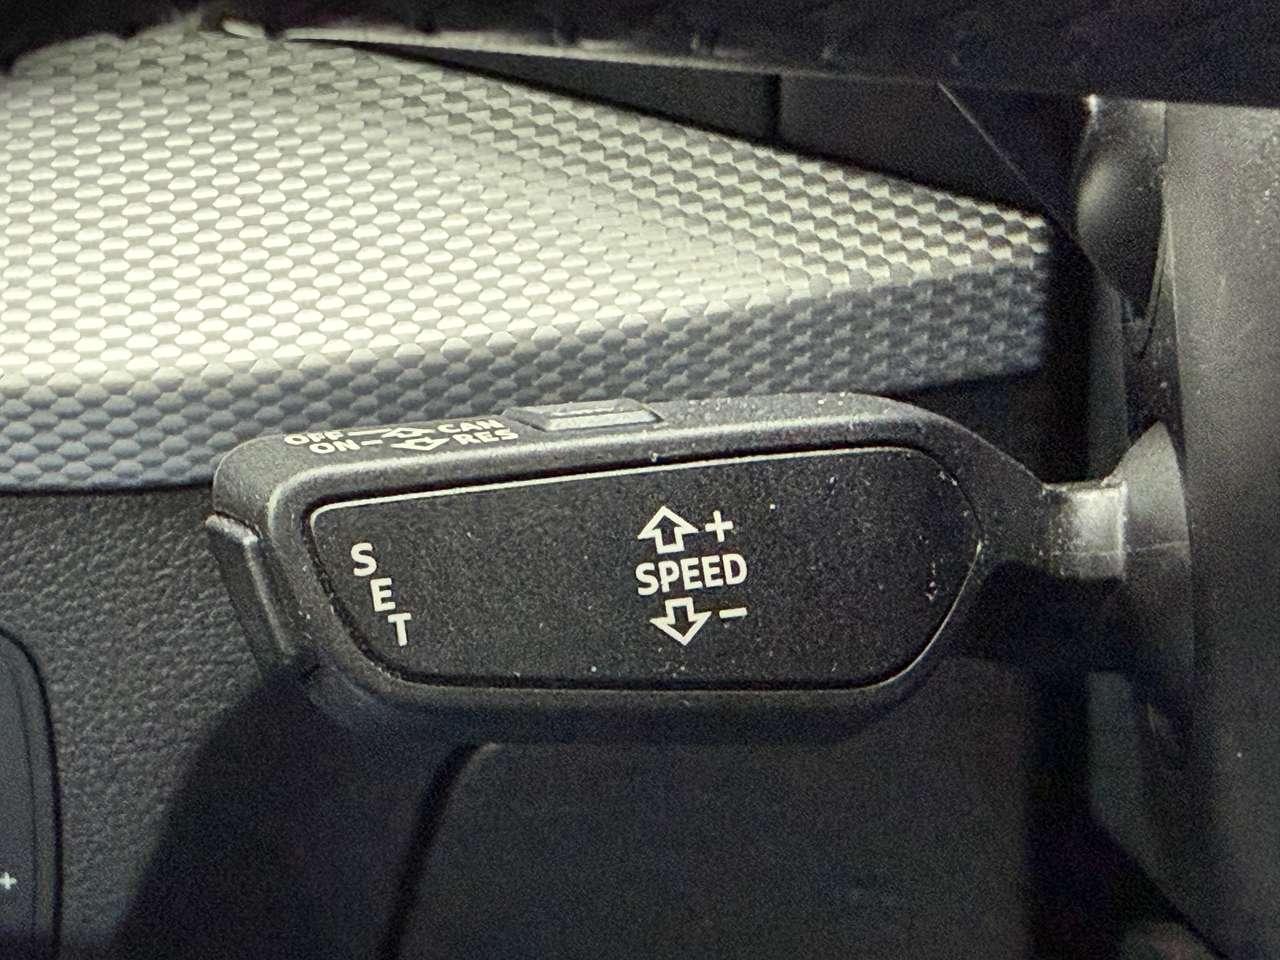 OFF CAN
ON RES
SET
+
SPEED
-
+